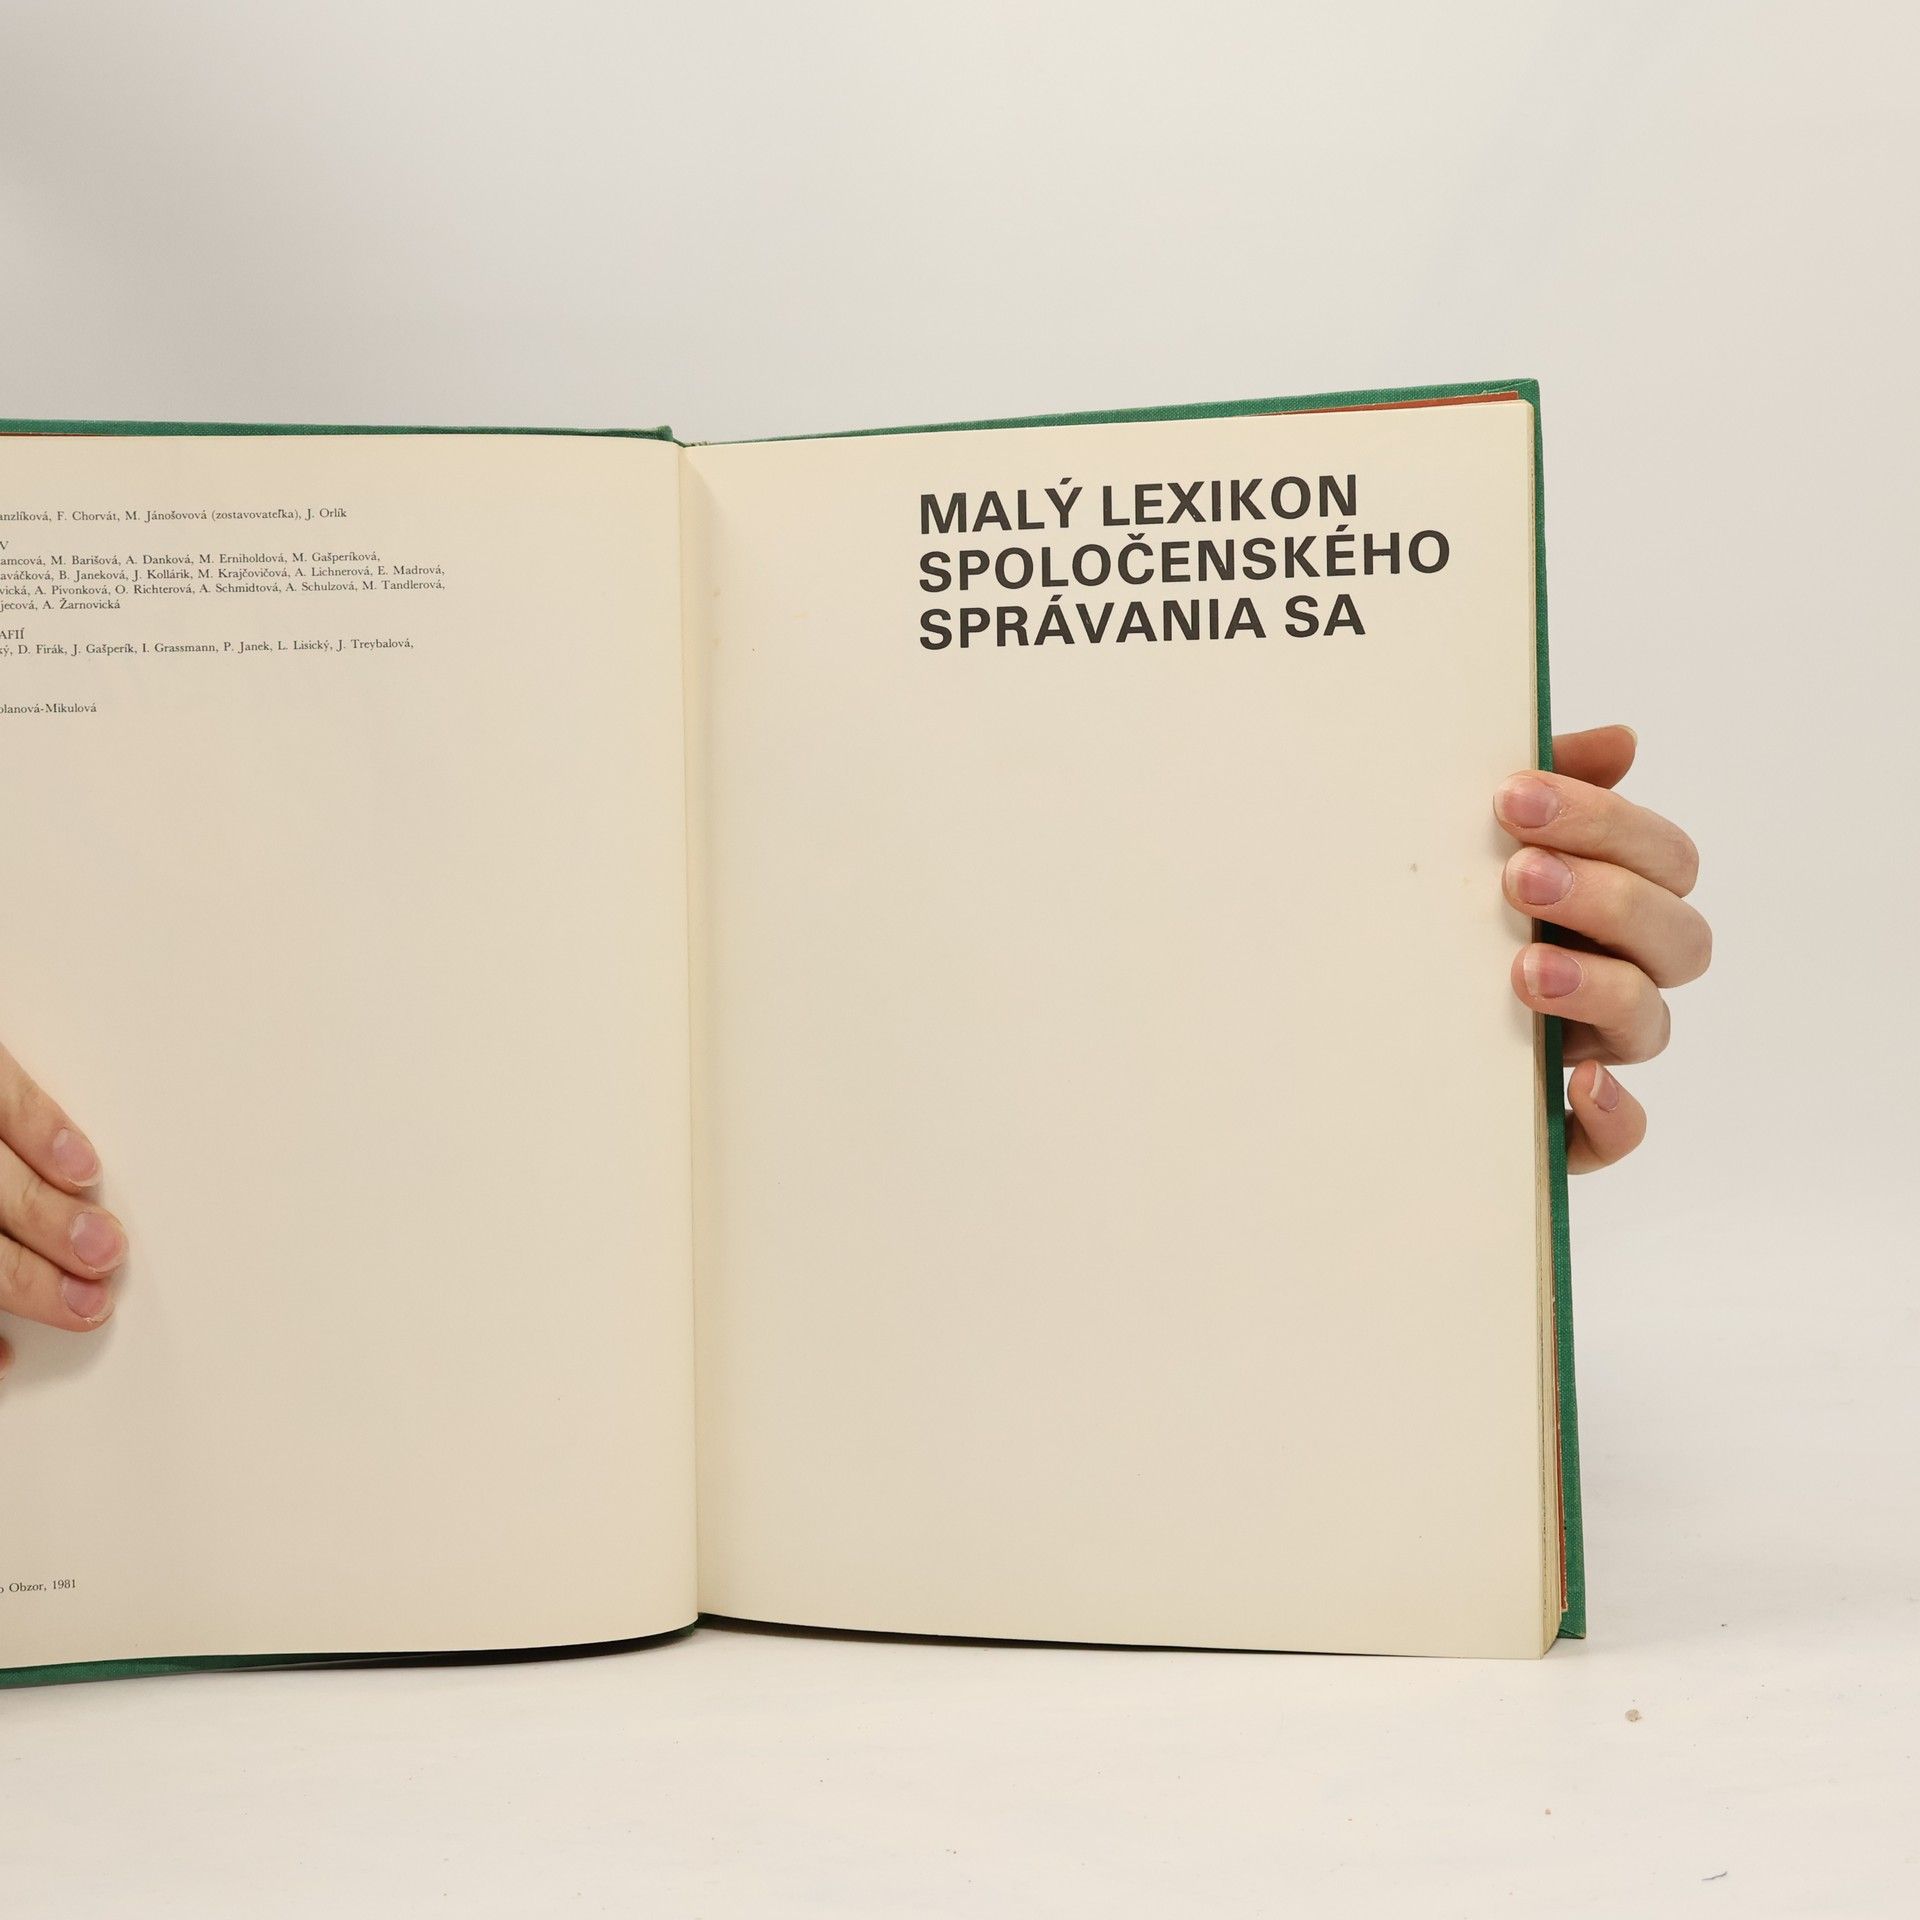 anzlíková, F. Chorvát, M. Jánošovová (zostavovateľka), J. Orlík
V
amcová, M. Barišová, A. Danková, M. Erniholdová, M. Gašperíková,
aváčková, B. Janeková, J. Kollárik, M. Krajčovičová, A. Lichnerová, E. Madrová,
vická, A. Pivonková, O. Richterová, A. Schmidtová, A. Schulzová, M. Tandlerová,
jecová, A. Žarnovická
AFIÍ
ký, D. Firák, J. Gašperík, I. Grassmann, P. Janek, L. Lisický, J. Treybalová,
olanová-Mikulová
o Obzor, 1981
MALÝ LEXIKON
SPOLOČENSKÉHO
SPRÁVANIA SA